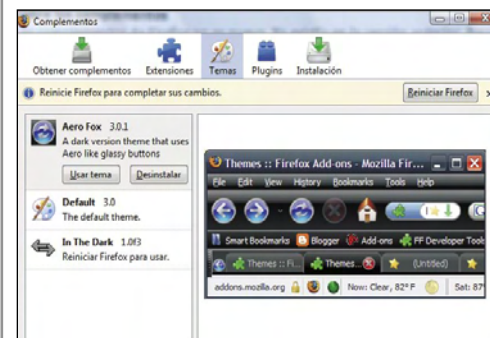 Complementos
Obtener complementos Extensiones Temas Plugins Instalación
Reinicie Firefox para completar sus cambios. Reiniciar Firefox
Aero Fox 3.0.1
A dark version theme that uses
Aero like glassy buttons
Usar tema Desinstalar
Default 3.0
The default theme.
In The Dark 1.0f3
Reiniciar Firefox para usar.
Themes :: Firefox Add-ons - Mozilla Fir...
File Edit View History Bookmarks Tools Help
Smart Bookmarks Blogger Add-ons FF Developer Tool
Themes :: Fi... Themes... (Untitled)
addons.mozilla.org Now: Clear, 82° F Sat: 87°